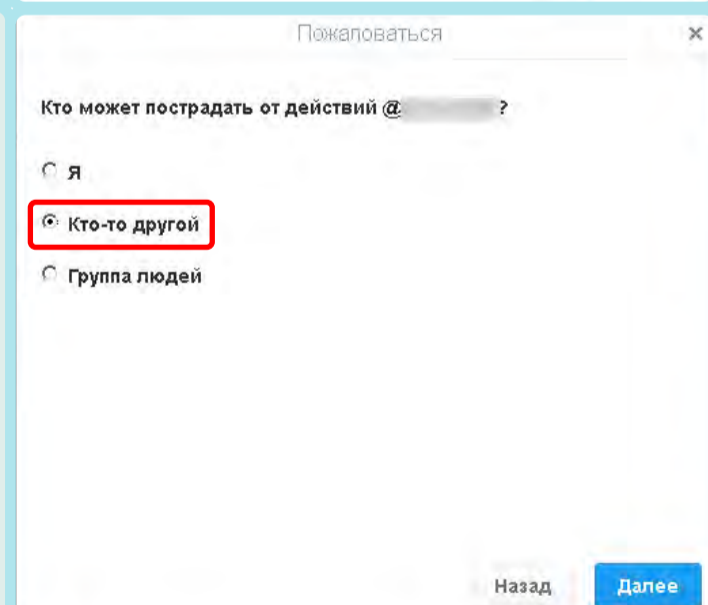 Пожаловаться
Кто может пострадать от действий @ ?
Я
Кто-то другой
Группа людей
Назад Далее